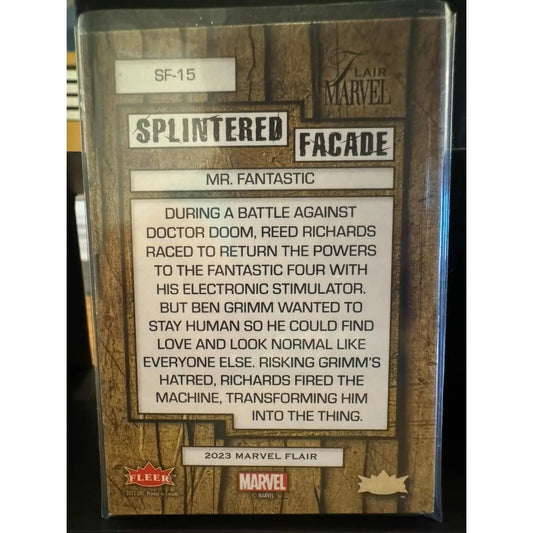 SF-15
FLAIR
MARVEL
SPLINTERED
FACADE
MR. FANTASTIC
DURING A BATTLE AGAINST
DOCTOR DOOM, REED RICHARDS
RACED TO RETURN THE POWERS
TO THE FANTASTIC FOUR WITH
HIS ELECTRONIC STIMULATOR.
BUT BEN GRIMM WANTED TO
STAY HUMAN SO HE COULD FIND
LOVE AND LOOK NORMAL LIKE
EVERYONE ELSE. RISKING GRIMM'S
HATRED, RICHARDS FIRED THE
MACHINE, TRANSFORMING HIM
INTO THE THING.
2023 MARVEL FLAIR
FLEER
MARVEL
© MARVEL